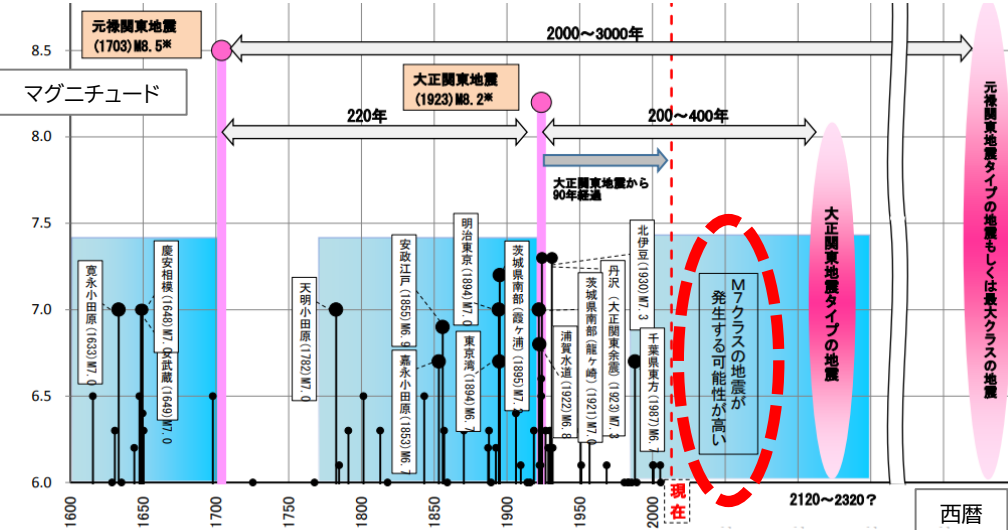 元禄関東地震
(1703)M8.5※
2000～3000年
8.5
マグニチュード
大正関東地震
(1923)M8.2※
220年
200～400年
8.0
大正関東地震から
90年経過
7.5
寛永小田原(1633)M7.0
慶安相模(1648)M7.0
武蔵(1649)M7.0
天明小田原(1782)M7.0
安政江戸(1855)M6.9
嘉永小田原(1853)M6.7
明治東京(1894)M7.0
東京湾(1894)M6.7
茨城県南部(霞ヶ浦)(1895)M7.2
浦賀水道(1922)M6.8
茨城県南部(龍ヶ崎)(1921)M7.0
丹沢(大正関東余震)(1923)M7.3
北伊豆(1930)M7.3
千葉県東方(1987)M6.7
M7クラスの地震が
発生する可能性が高い
大正関東地震タイプの地震
元禄関東地震タイプの地震もしくは最大クラスの地震
7.0
6.5
6.0
1600
1650
1700
1750
1800
1850
1900
1950
2000
現在
2120～2320？
西暦